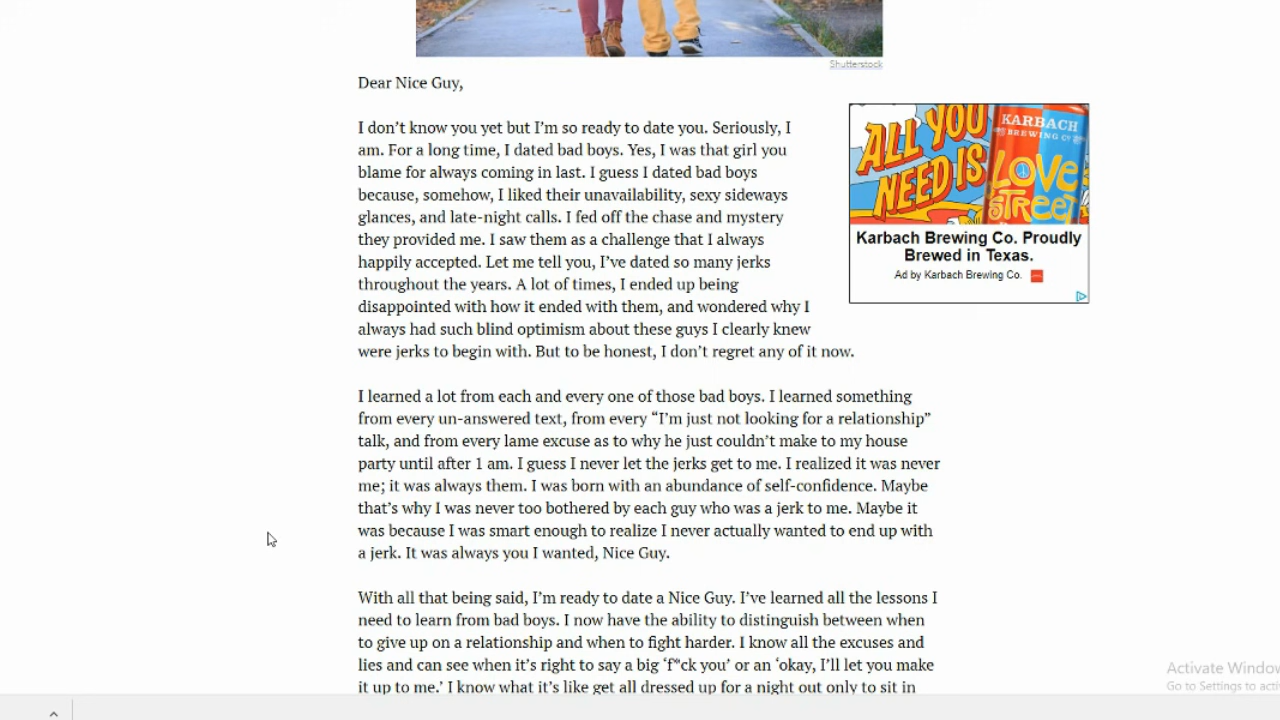 Shutterstock
Dear Nice Guy,
I don’t know you yet but I’m so ready to date you. Seriously, I
am. For a long time, I dated bad boys. Yes, I was that girl you
blame for always coming in last. I guess I dated bad boys
because, somehow, I liked their unavailability, sexy sideways
glances, and late-night calls. I fed off the chase and mystery
they provided me. I saw them as a challenge that I always
happily accepted. Let me tell you, I’ve dated so many jerks
throughout the years. A lot of times, I ended up being
disappointed with how it ended with them, and wondered why I
always had such blind optimism about these guys I clearly knew
were jerks to begin with. But to be honest, I don’t regret any of it now.
ALL YOU
NEED IS
KARBACH
BREWING CO
LOVE
STREET
Karbach Brewing Co. Proudly
Brewed in Texas.
Ad by Karbach Brewing Co.
I learned a lot from each and every one of those bad boys. I learned something
from every un-answered text, from every “I’m just not looking for a relationship”
talk, and from every lame excuse as to why he just couldn’t make to my house
party until after 1 am. I guess I never let the jerks get to me. I realized it was never
me; it was always them. I was born with an abundance of self-confidence. Maybe
that’s why I was never too bothered by each guy who was a jerk to me. Maybe it
was because I was smart enough to realize I never actually wanted to end up with
a jerk. It was always you I wanted, Nice Guy.
With all that being said, I’m ready to date a Nice Guy. I’ve learned all the lessons I
need to learn from bad boys. I now have the ability to distinguish between when
to give up on a relationship and when to fight harder. I know all the excuses and
lies and can see when it’s right to say a big ‘f*ck you’ or an ‘okay, I’ll let you make
it up to me.’ I know what it’s like get all dressed up for a night out only to sit in
Activate Window
Go to Settings to acti